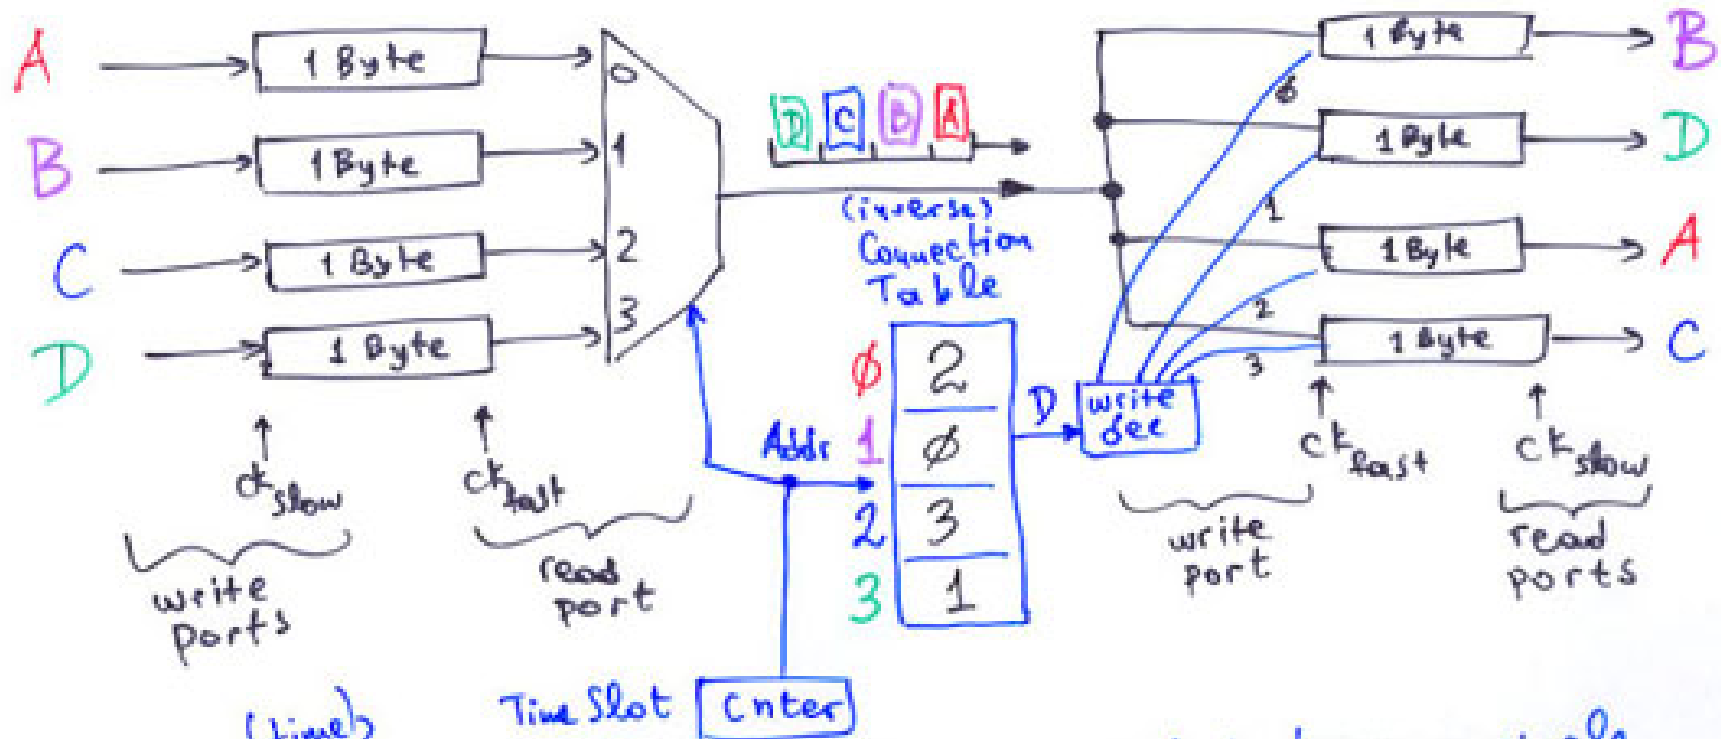 A
1 Byte
0
B
1 Byte
1
C
1 Byte
2
D
1 Byte
3
D C B A
(inverse)
Connection
Table
ø 2
1 ø
2 3
3 1
Addr
D
write
dec
ø
1
2
3
1 Byte
B
1 Byte
D
1 Byte
A
1 Byte
C
ck slow
ck fast
write
ports
read
port
ck fast
ck slow
write
port
read
ports
(time)
Time Slot
Cnter